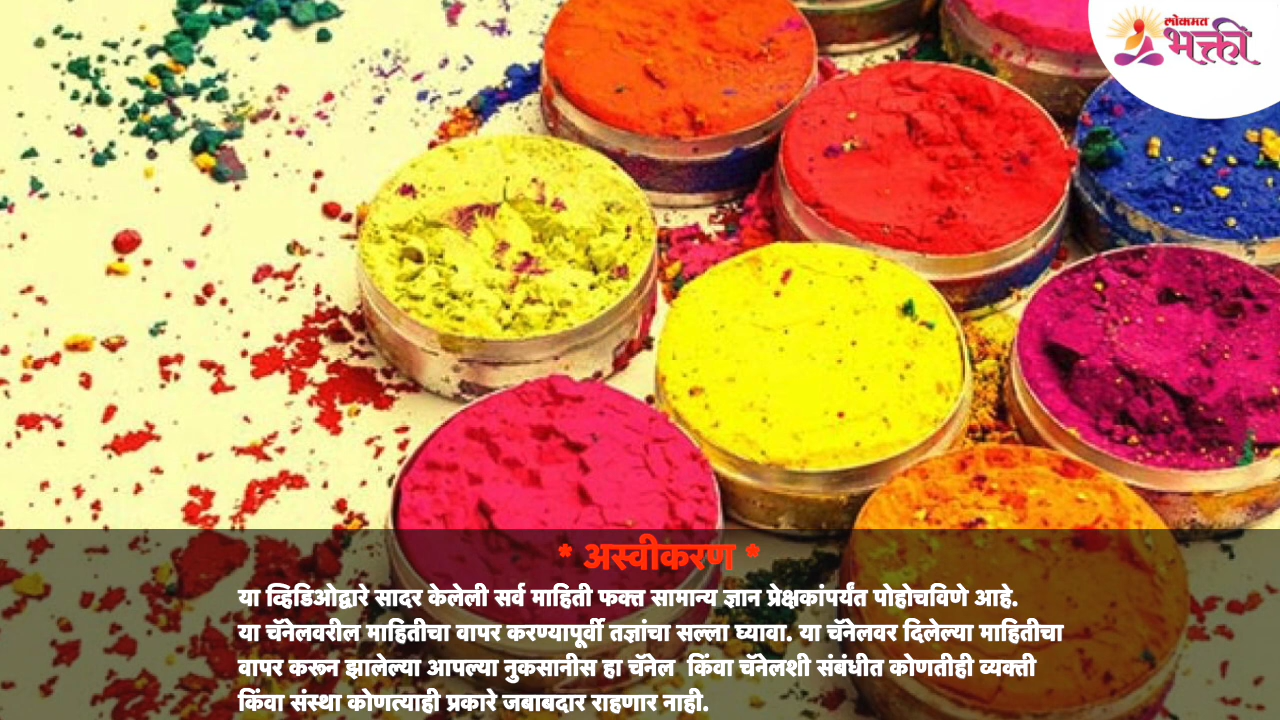 लोकमत
भक्ती
* अस्वीकरण *
या व्हिडिओद्वारे सादर केलेली सर्व माहिती फक्त सामान्य ज्ञान प्रेक्षकांपर्यंत पोहोचविणे आहे.
या चॅनेलवरील माहितीचा वापर करण्यापूर्वी तज्ञांचा सल्ला घ्यावा. या चॅनेलवर दिलेल्या माहितीचा
वापर करून झालेल्या आपल्या नुकसानीस हा चॅनेल किंवा चॅनेलशी संबंधीत कोणतीही व्यक्ती
किंवा संस्था कोणत्याही प्रकारे जबाबदार राहणार नाही.